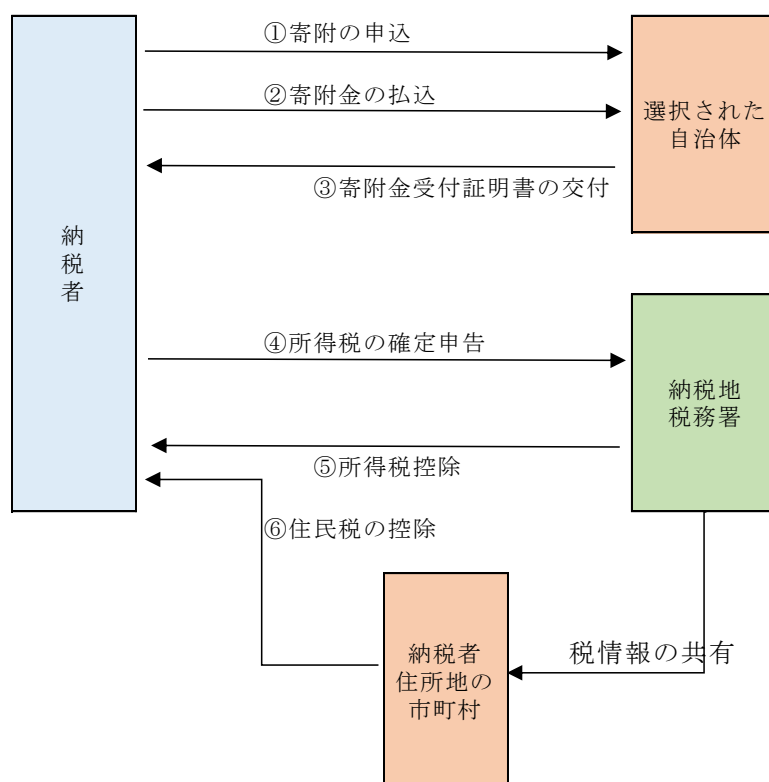 ①寄附の申込
②寄附金の払込
選択された
自治体
③寄附金受付証明書の交付
納
税
者
④所得税の確定申告
納税地
税務署
⑤所得税控除
⑥住民税の控除
納税者
住所地の
市町村
税情報の共有